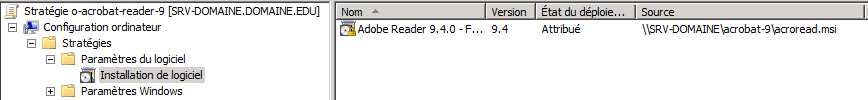 Stratégie o-acrobat-reader-9 [SRV-DOMAINE.DOMAINE.EDU]
Configuration ordinateur
Stratégies
Paramètres du logiciel
Installation de logiciel
Paramètres Windows
Nom Version État du déploie... Source
Adobe Reader 9.4.0 - F... 9.4 Attribué \\SRV-DOMAINE\acrobat-9\acroread.msi